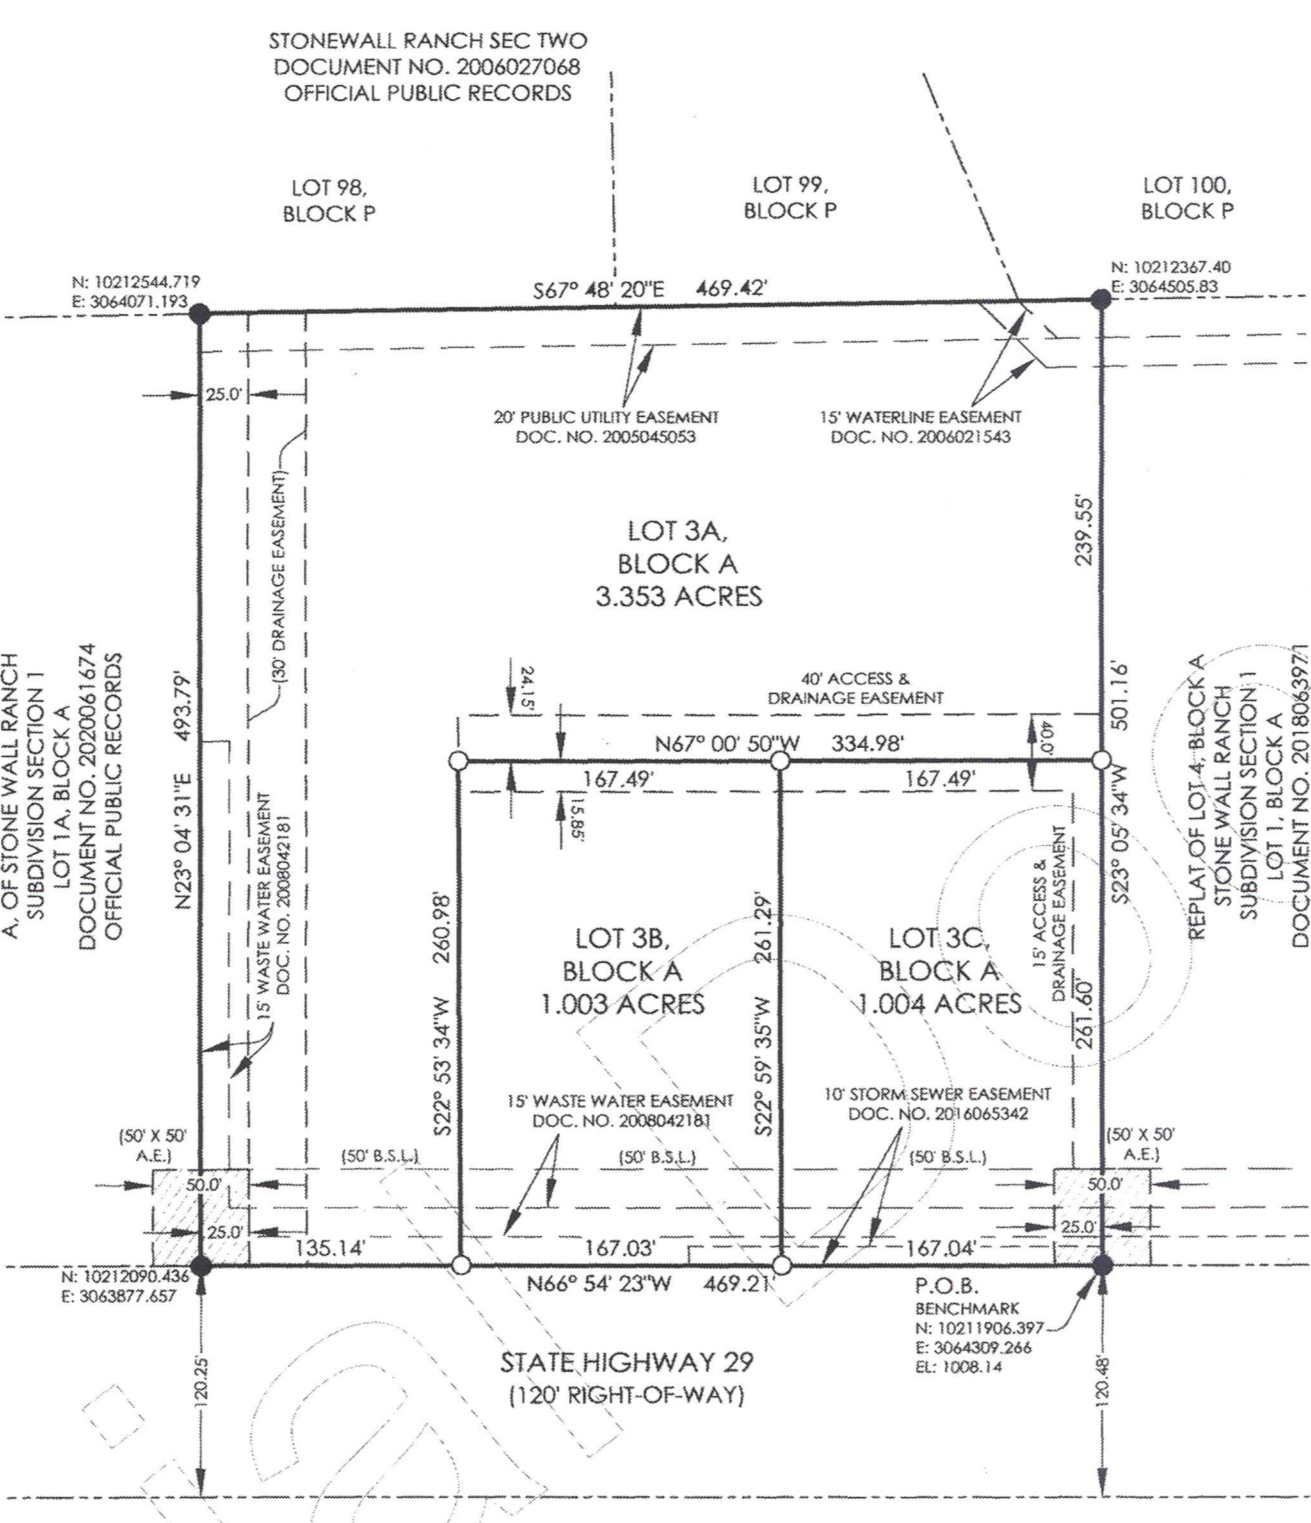 STONEWALL RANCH SEC TWO
DOCUMENT NO. 2006027068
OFFICIAL PUBLIC RECORDS
LOT 98,
BLOCK P
LOT 99,
BLOCK P
LOT 100,
BLOCK P
N: 10212544.719
E: 3064071.193
S67° 48' 20"E 469.42'
N: 10212367.40
E: 3064505.83
25.0'
20' PUBLIC UTILITY EASEMENT
DOC. NO. 2005045053
15' WATERLINE EASEMENT
DOC. NO. 2006021543
(30' DRAINAGE EASEMENT)
LOT 3A,
BLOCK A
3.353 ACRES
239.55'
A, OF STONE WALL RANCH
SUBDIVISION SECTION 1
LOT 1A, BLOCK A
DOCUMENT NO. 2020061674
OFFICIAL PUBLIC RECORDS
N23° 04' 31"E 493.79'
24.15'
40' ACCESS &
DRAINAGE EASEMENT
N67° 00' 50"W 334.98'
40.0'
167.49'
167.49'
15.85'
S23° 05' 34"W 501.16'
REPLAT OF LOT 4, BLOCK A
STONE WALL RANCH
SUBDIVISION SECTION 1
LOT 1, BLOCK A
DOCUMENT NO. 2018063971
15' WASTE WATER EASEMENT
DOC. NO. 2008042181
S22° 53' 34"W 260.98'
LOT 3B,
BLOCK A
1.003 ACRES
S22° 59' 35"W 261.29'
LOT 3C,
BLOCK A
1.004 ACRES
15' ACCESS &
DRAINAGE EASEMENT
261.60'
15' WASTE WATER EASEMENT
DOC. NO. 2008042181
10' STORM SEWER EASEMENT
DOC. NO. 2016065342
(50' X 50'
A.E.)
(50' B.S.L.)
(50' B.S.L.)
(50' B.S.L.)
(50' X 50'
A.E.)
50.0'
50.0'
25.0'
25.0'
135.14'
167.03'
167.04'
N: 10212090.436
E: 3063877.657
N66° 54' 23"W 469.21'
P.O.B.
BENCHMARK
N: 10211906.397
E: 3064309.266
EL: 1008.14
STATE HIGHWAY 29
(120' RIGHT-OF-WAY)
120.25'
120.48'